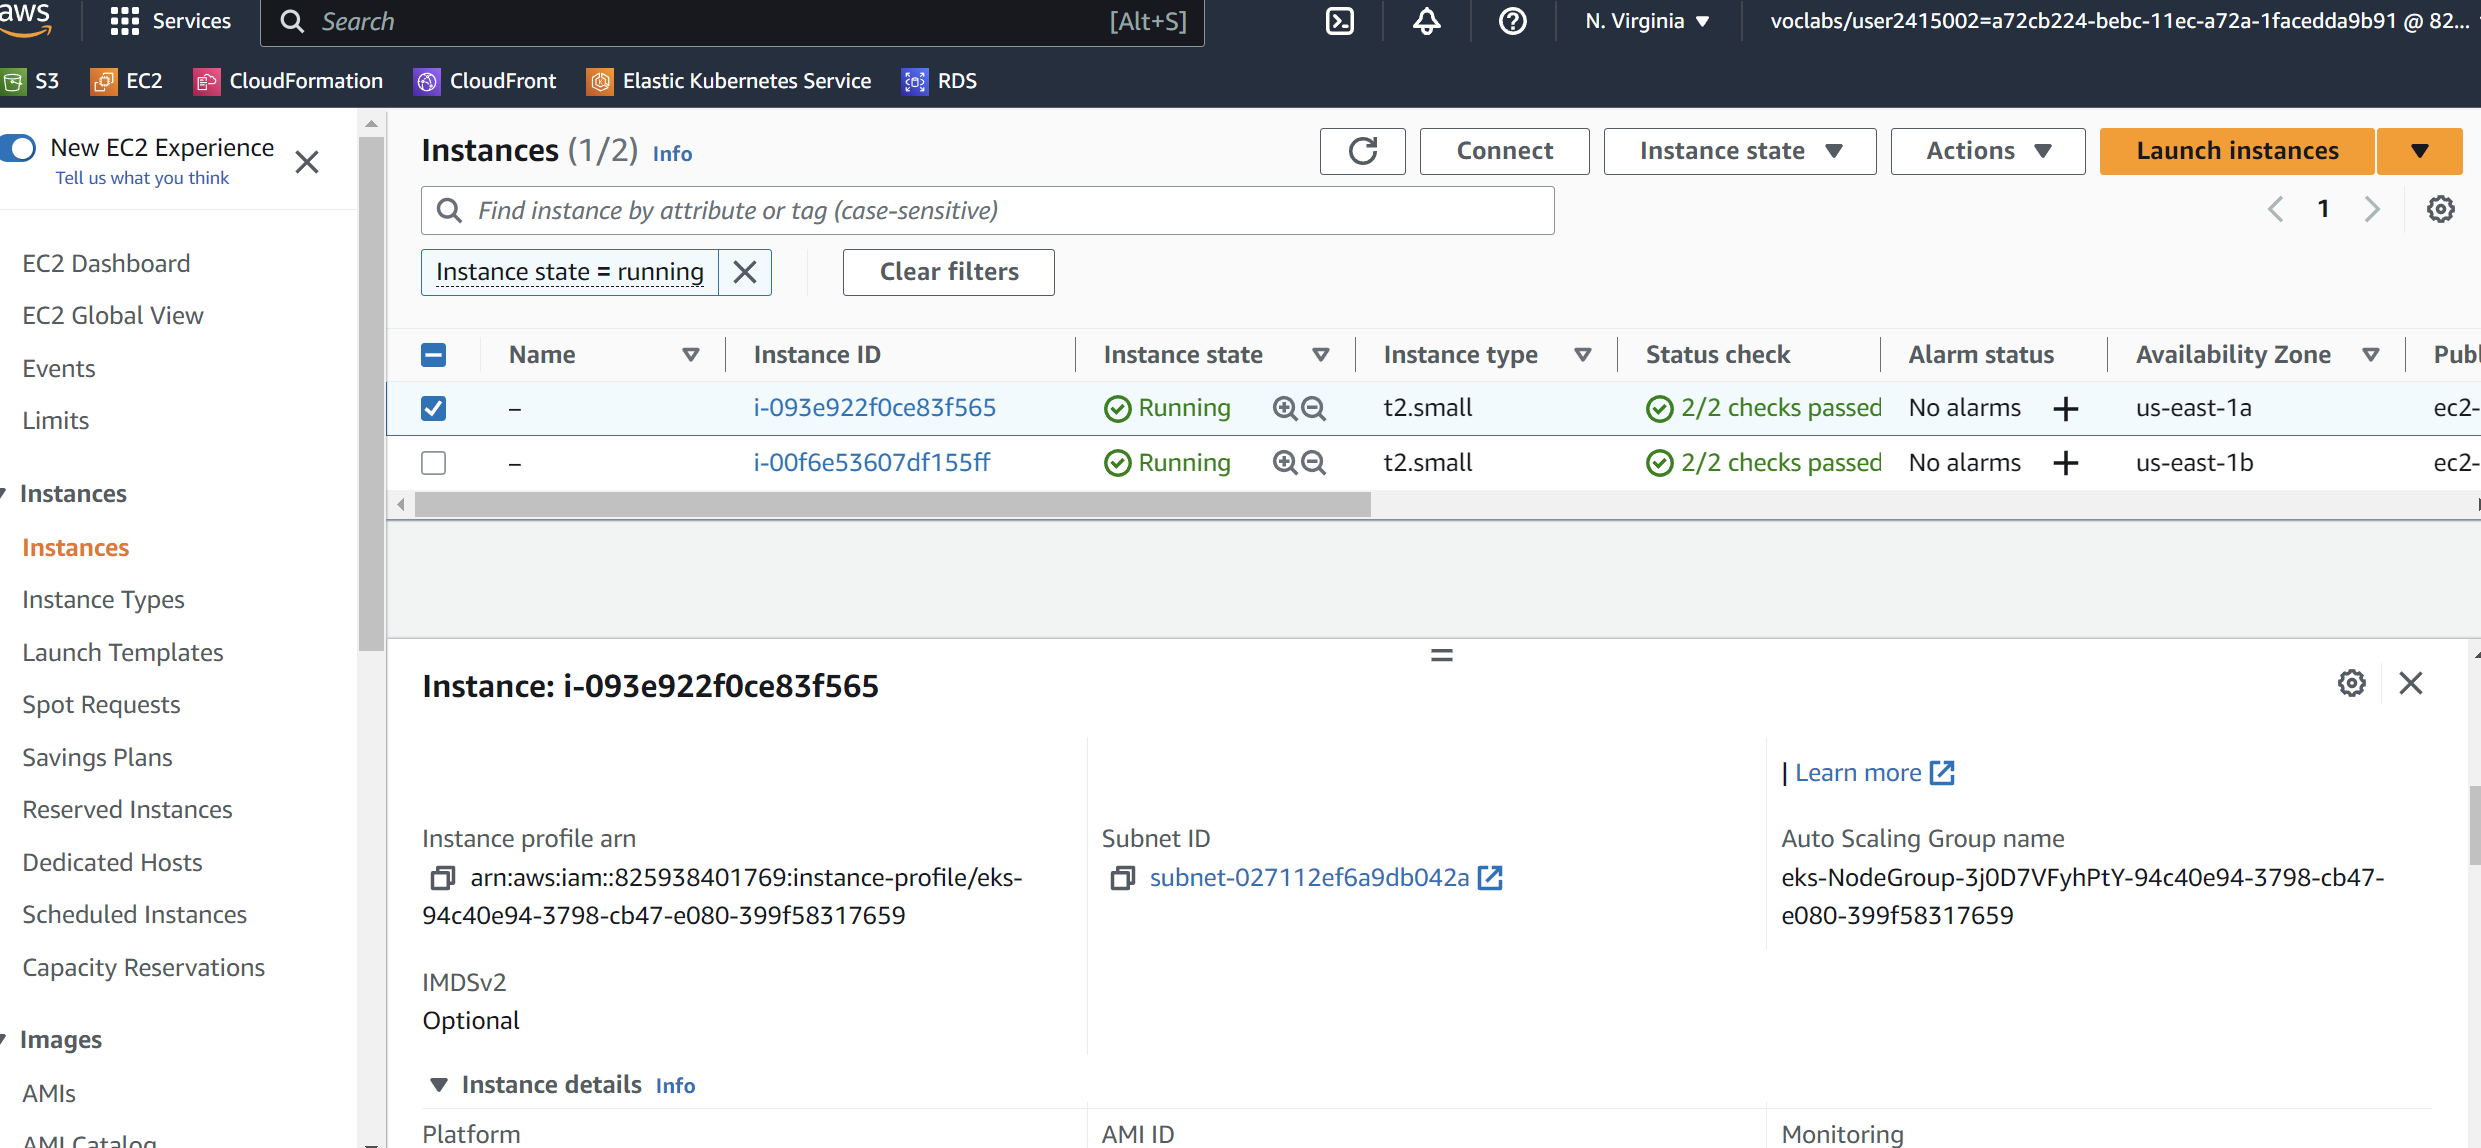 aws
Services
Search
[Alt+S]
N. Virginia
voclabs/user2415002=a72cb224-bebc-11ec-a72a-1facedda9b91 @ 82...
S3
EC2
CloudFormation
CloudFront
Elastic Kubernetes Service
RDS
New EC2 Experience
Tell us what you think
EC2 Dashboard
EC2 Global View
Events
Limits
Instances
Instances
Instance Types
Launch Templates
Spot Requests
Savings Plans
Reserved Instances
Dedicated Hosts
Scheduled Instances
Capacity Reservations
Images
AMIs
AMI Catalog
Instances (1/2) Info
Connect
Instance state
Actions
Launch instances
Find instance by attribute or tag (case-sensitive)
1
Instance state = running
Clear filters
Name Instance ID Instance state Instance type Status check Alarm status Availability Zone Publ
– i-093e922f0ce83f565 Running t2.small 2/2 checks passed No alarms + us-east-1a ec2-
– i-00f6e53607df155ff Running t2.small 2/2 checks passed No alarms + us-east-1b ec2-
Instance: i-093e922f0ce83f565
| Learn more
Instance profile arn
arn:aws:iam::825938401769:instance-profile/eks-
94c40e94-3798-cb47-e080-399f58317659
Subnet ID
subnet-027112ef6a9db042a
Auto Scaling Group name
eks-NodeGroup-3j0D7VFyhPtY-94c40e94-3798-cb47-
e080-399f58317659
IMDSv2
Optional
Instance details Info
Platform
AMI ID
Monitoring